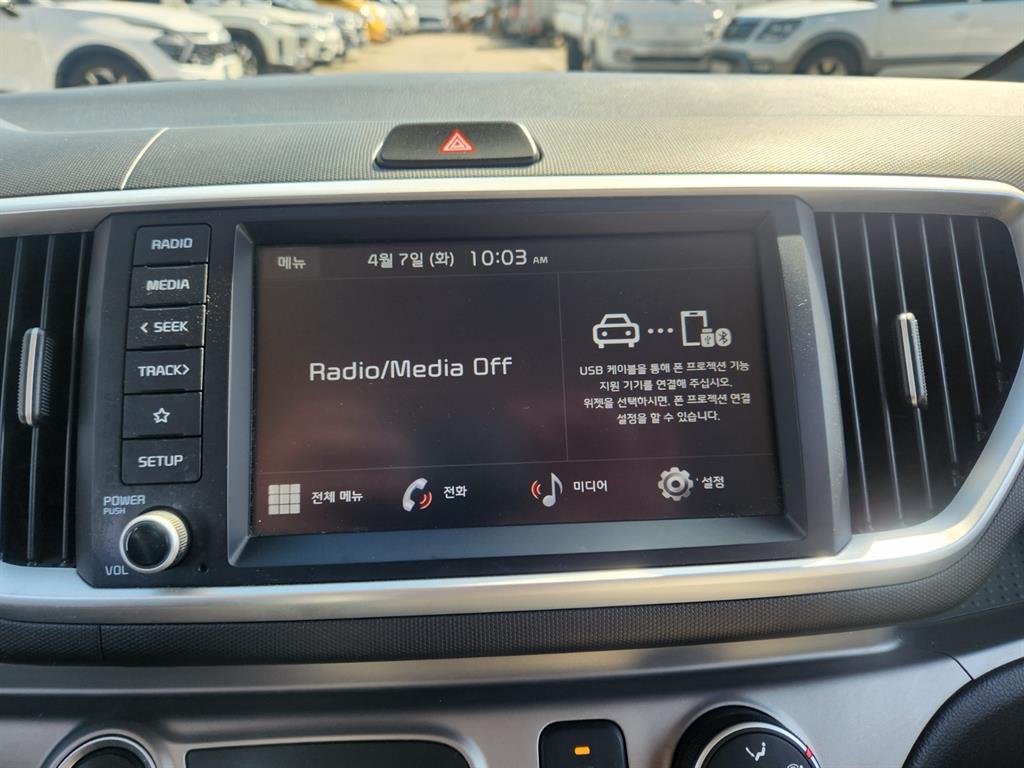 RADIO
MEDIA
< SEEK
TRACK>
SETUP
POWER
PUSH
VOL
메뉴
4월 7일 (화) 10:03 AM
Radio/Media Off
USB 케이블을 통해 폰 프로젝션 기능
지원 기기를 연결해 주십시오.
위젯을 선택하시면, 폰 프로젝션 연결
설정을 할 수 있습니다.
전체 메뉴
전화
미디어
설정